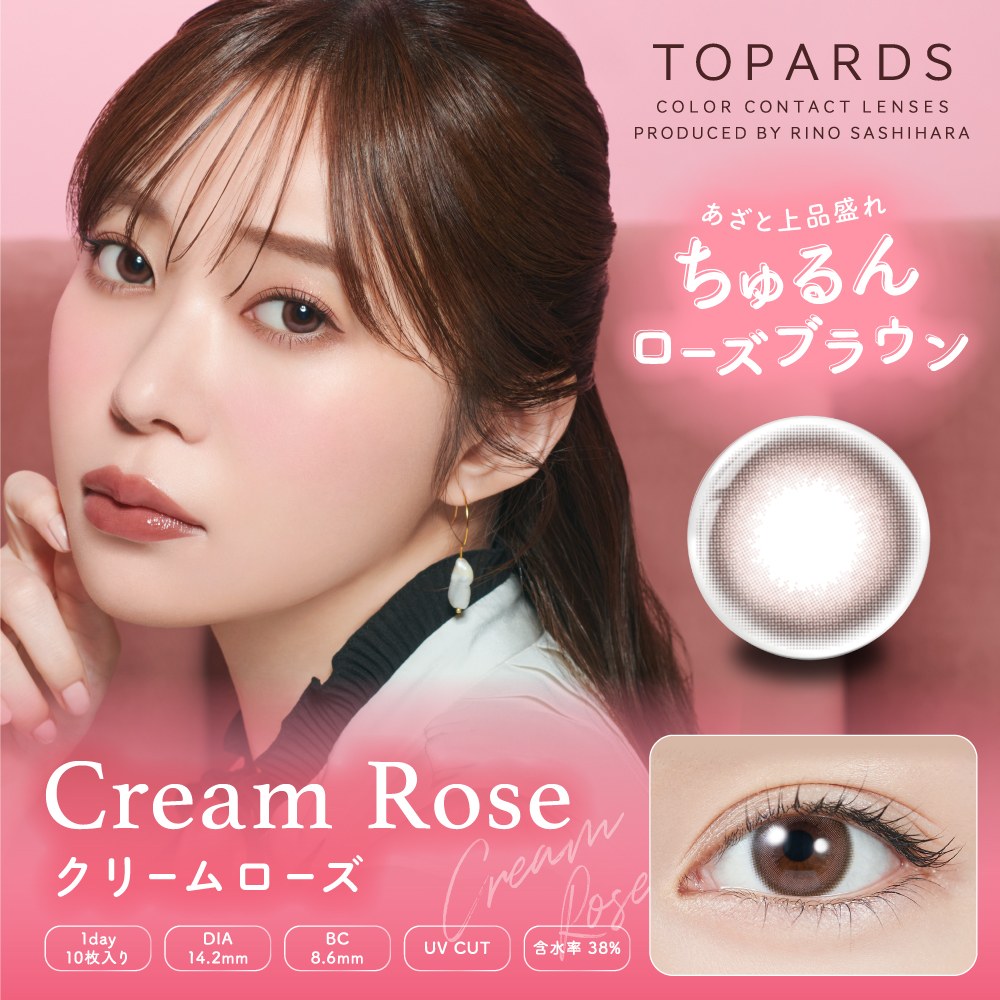 TOPARDS
COLOR CONTACT LENSES
PRODUCED BY RINO SASHIHARA
あざと上品盛れ
ちゅるん
ローズブラウン
Cream Rose
クリームローズ
Cream
Rose
1day
10枚入り
DIA
14.2mm
BC
8.6mm
UV CUT
含水率 38%